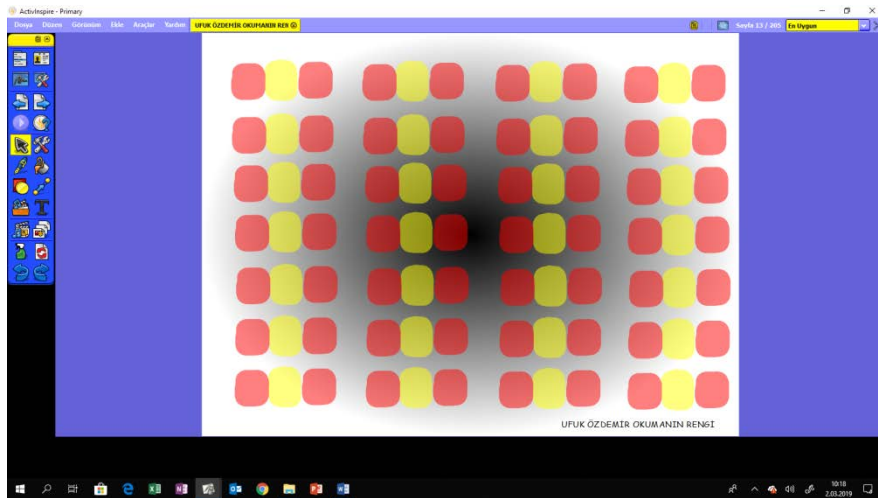 ActivInspire - Primary
Dosya Düzen Görünüm Ekle Araçlar Yardım UFUK ÖZDEMİR OKUMANIN REN Sayfa 13 / 205 En Uygun
UFUK ÖZDEMİR OKUMANIN RENGİ
10:18
2.03.2019